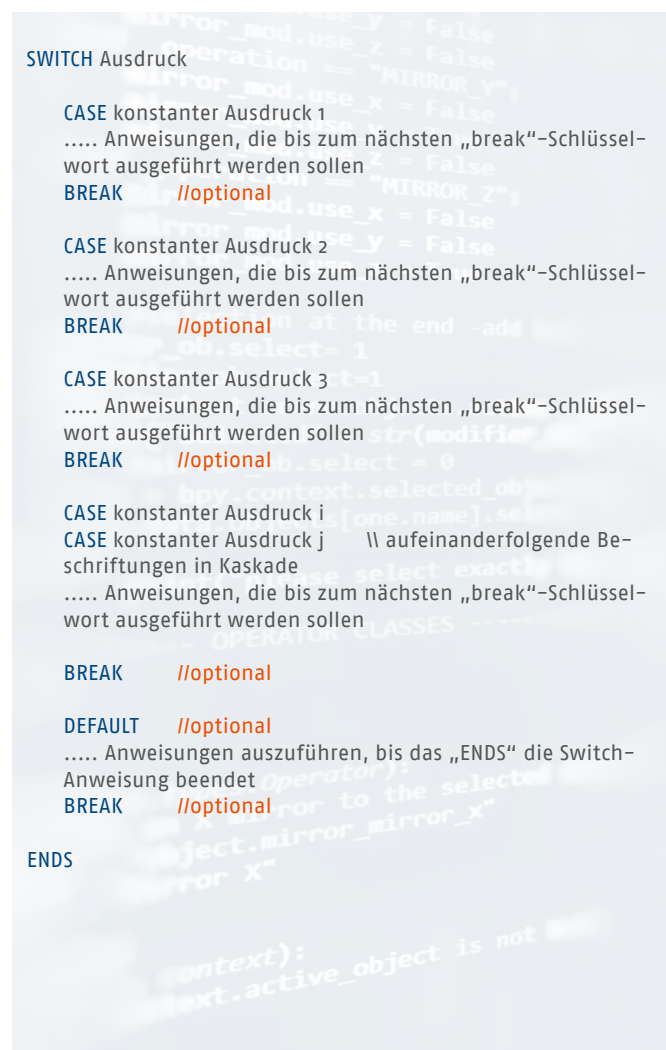 SWITCH Ausdruck
CASE konstanter Ausdruck 1
..... Anweisungen, die bis zum nächsten „break“-Schlüssel-
wort ausgeführt werden sollen
BREAK //optional
CASE konstanter Ausdruck 2
..... Anweisungen, die bis zum nächsten „break“-Schlüssel-
wort ausgeführt werden sollen
BREAK //optional
CASE konstanter Ausdruck 3
..... Anweisungen, die bis zum nächsten „break“-Schlüssel-
wort ausgeführt werden sollen
BREAK //optional
CASE konstanter Ausdruck i
CASE konstanter Ausdruck j \\ aufeinanderfolgende Be-
schriftungen in Kaskade
..... Anweisungen, die bis zum nächsten „break“-Schlüssel-
wort ausgeführt werden sollen
BREAK //optional
DEFAULT //optional
..... Anweisungen auszuführen, bis das „ENDS“ die Switch-
Anweisung beendet
BREAK //optional
ENDS